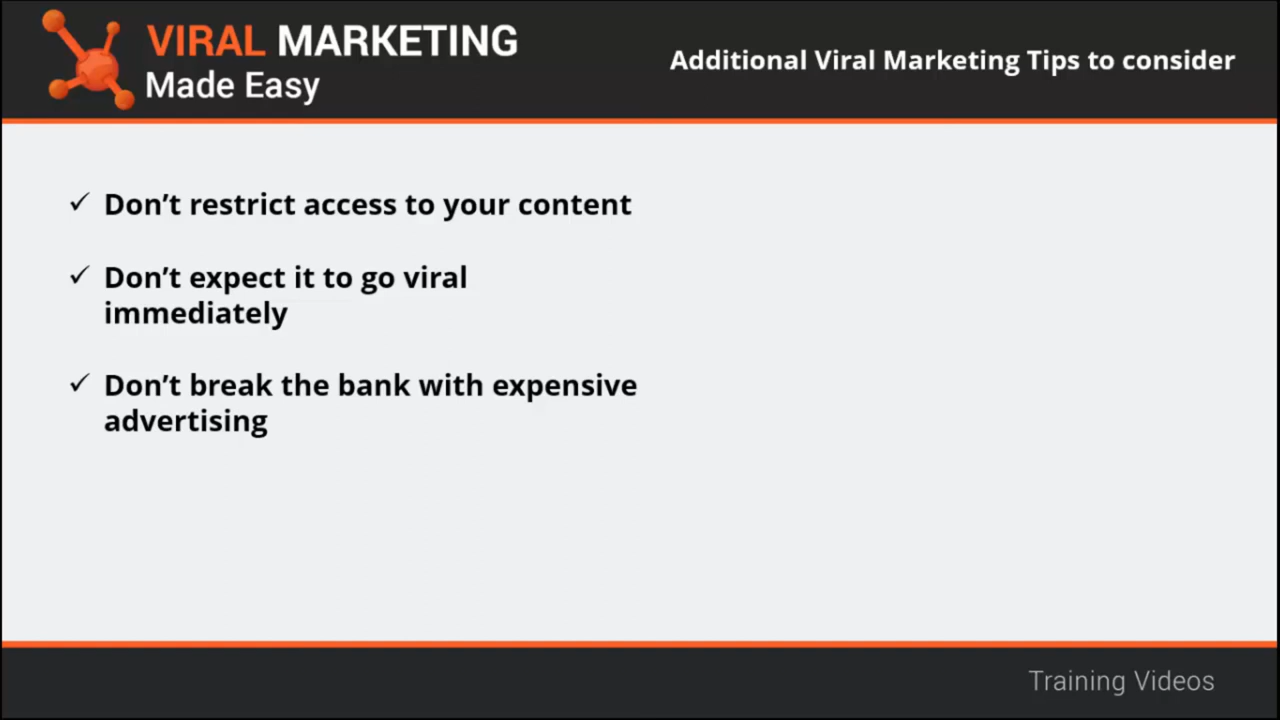 VIRAL MARKETING
Made Easy
Additional Viral Marketing Tips to consider
✓ Don’t restrict access to your content
✓ Don’t expect it to go viral
immediately
✓ Don’t break the bank with expensive
advertising
Training Videos